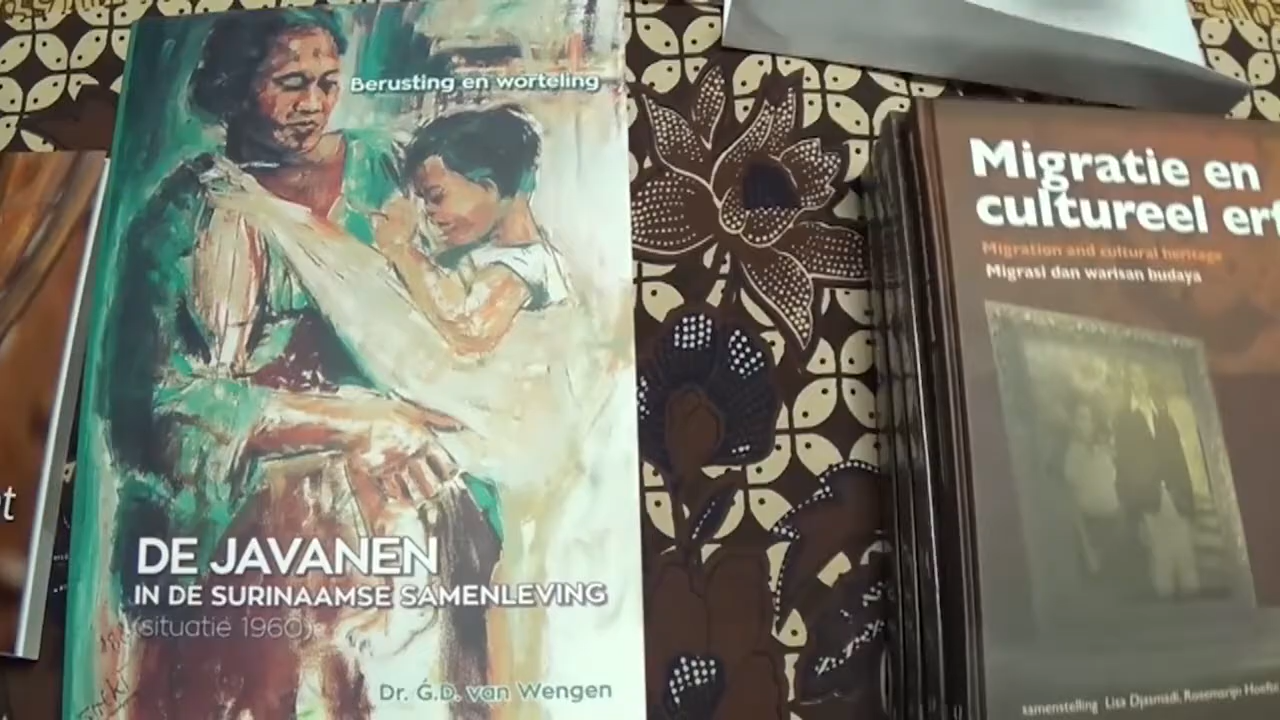 Berusting en worteling
DE JAVANEN
IN DE SURINAAMSE SAMENLEVING
(situatie 1960)
Dr. G.D. van Wengen
Migratie en
cultureel erf
Migration and cultural heritage
Migrasi dan warisan budaya
samenstelling Lisa Djasmadi, Rosemarijn